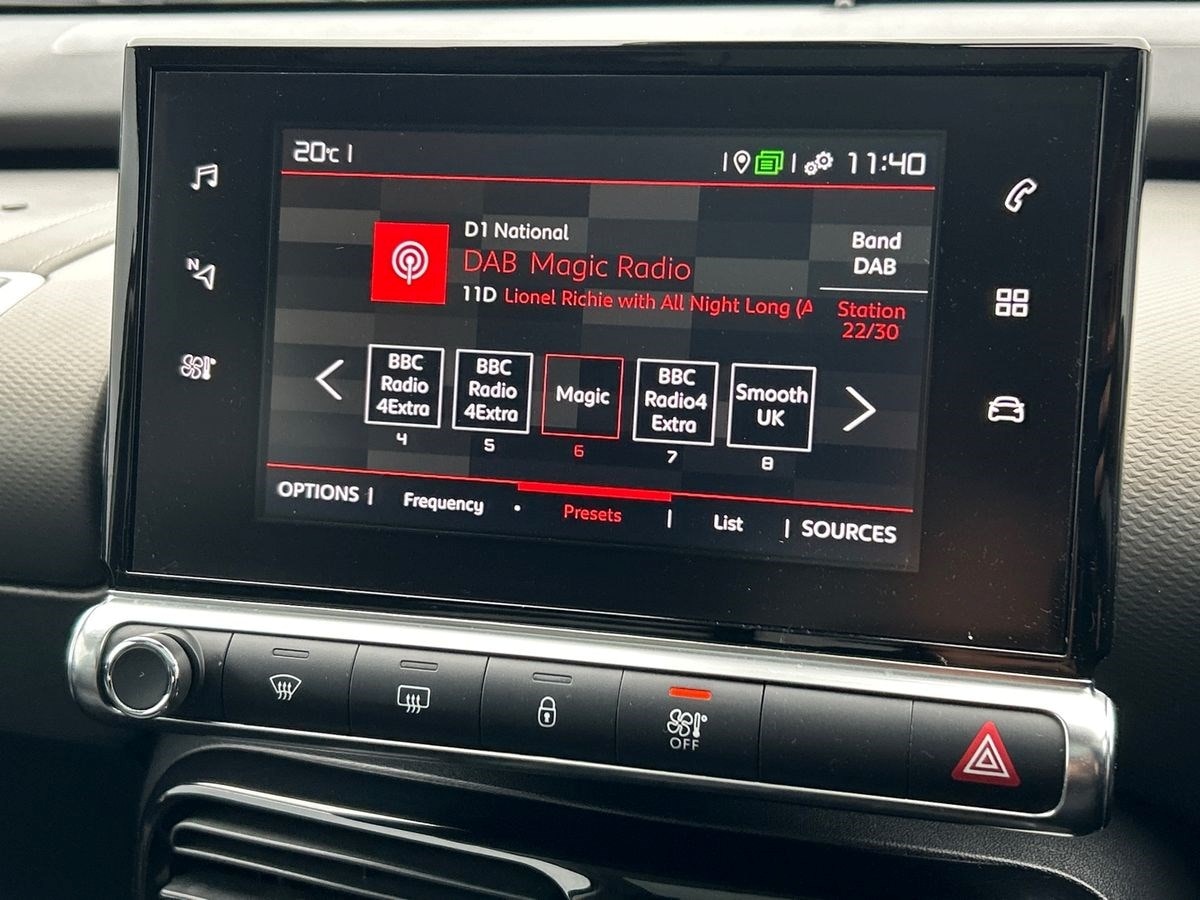 20°C
11:40
D1 National
DAB Magic Radio
11D Lionel Richie with All Night Long (A
Band
DAB
Station
22/30
BBC
Radio
4Extra
4
BBC
Radio
4Extra
5
Magic
6
BBC
Radio4
Extra
7
Smooth
UK
8
OPTIONS
Frequency
Presets
List
SOURCES
N
OFF